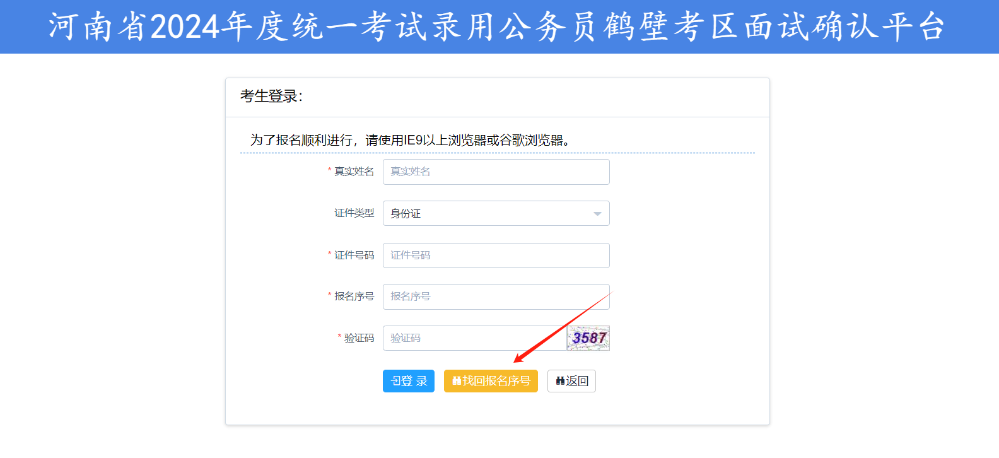 河南省2024年度统一考试录用公务员鹤壁考区面试确认平台
考生登录：
为了报名顺利进行，请使用IE9以上浏览器或谷歌浏览器。
* 真实姓名 真实姓名
证件类型 身份证
* 证件号码 证件号码
* 报名序号 报名序号
* 验证码 验证码 3587
登 录 找回报名序号 返回